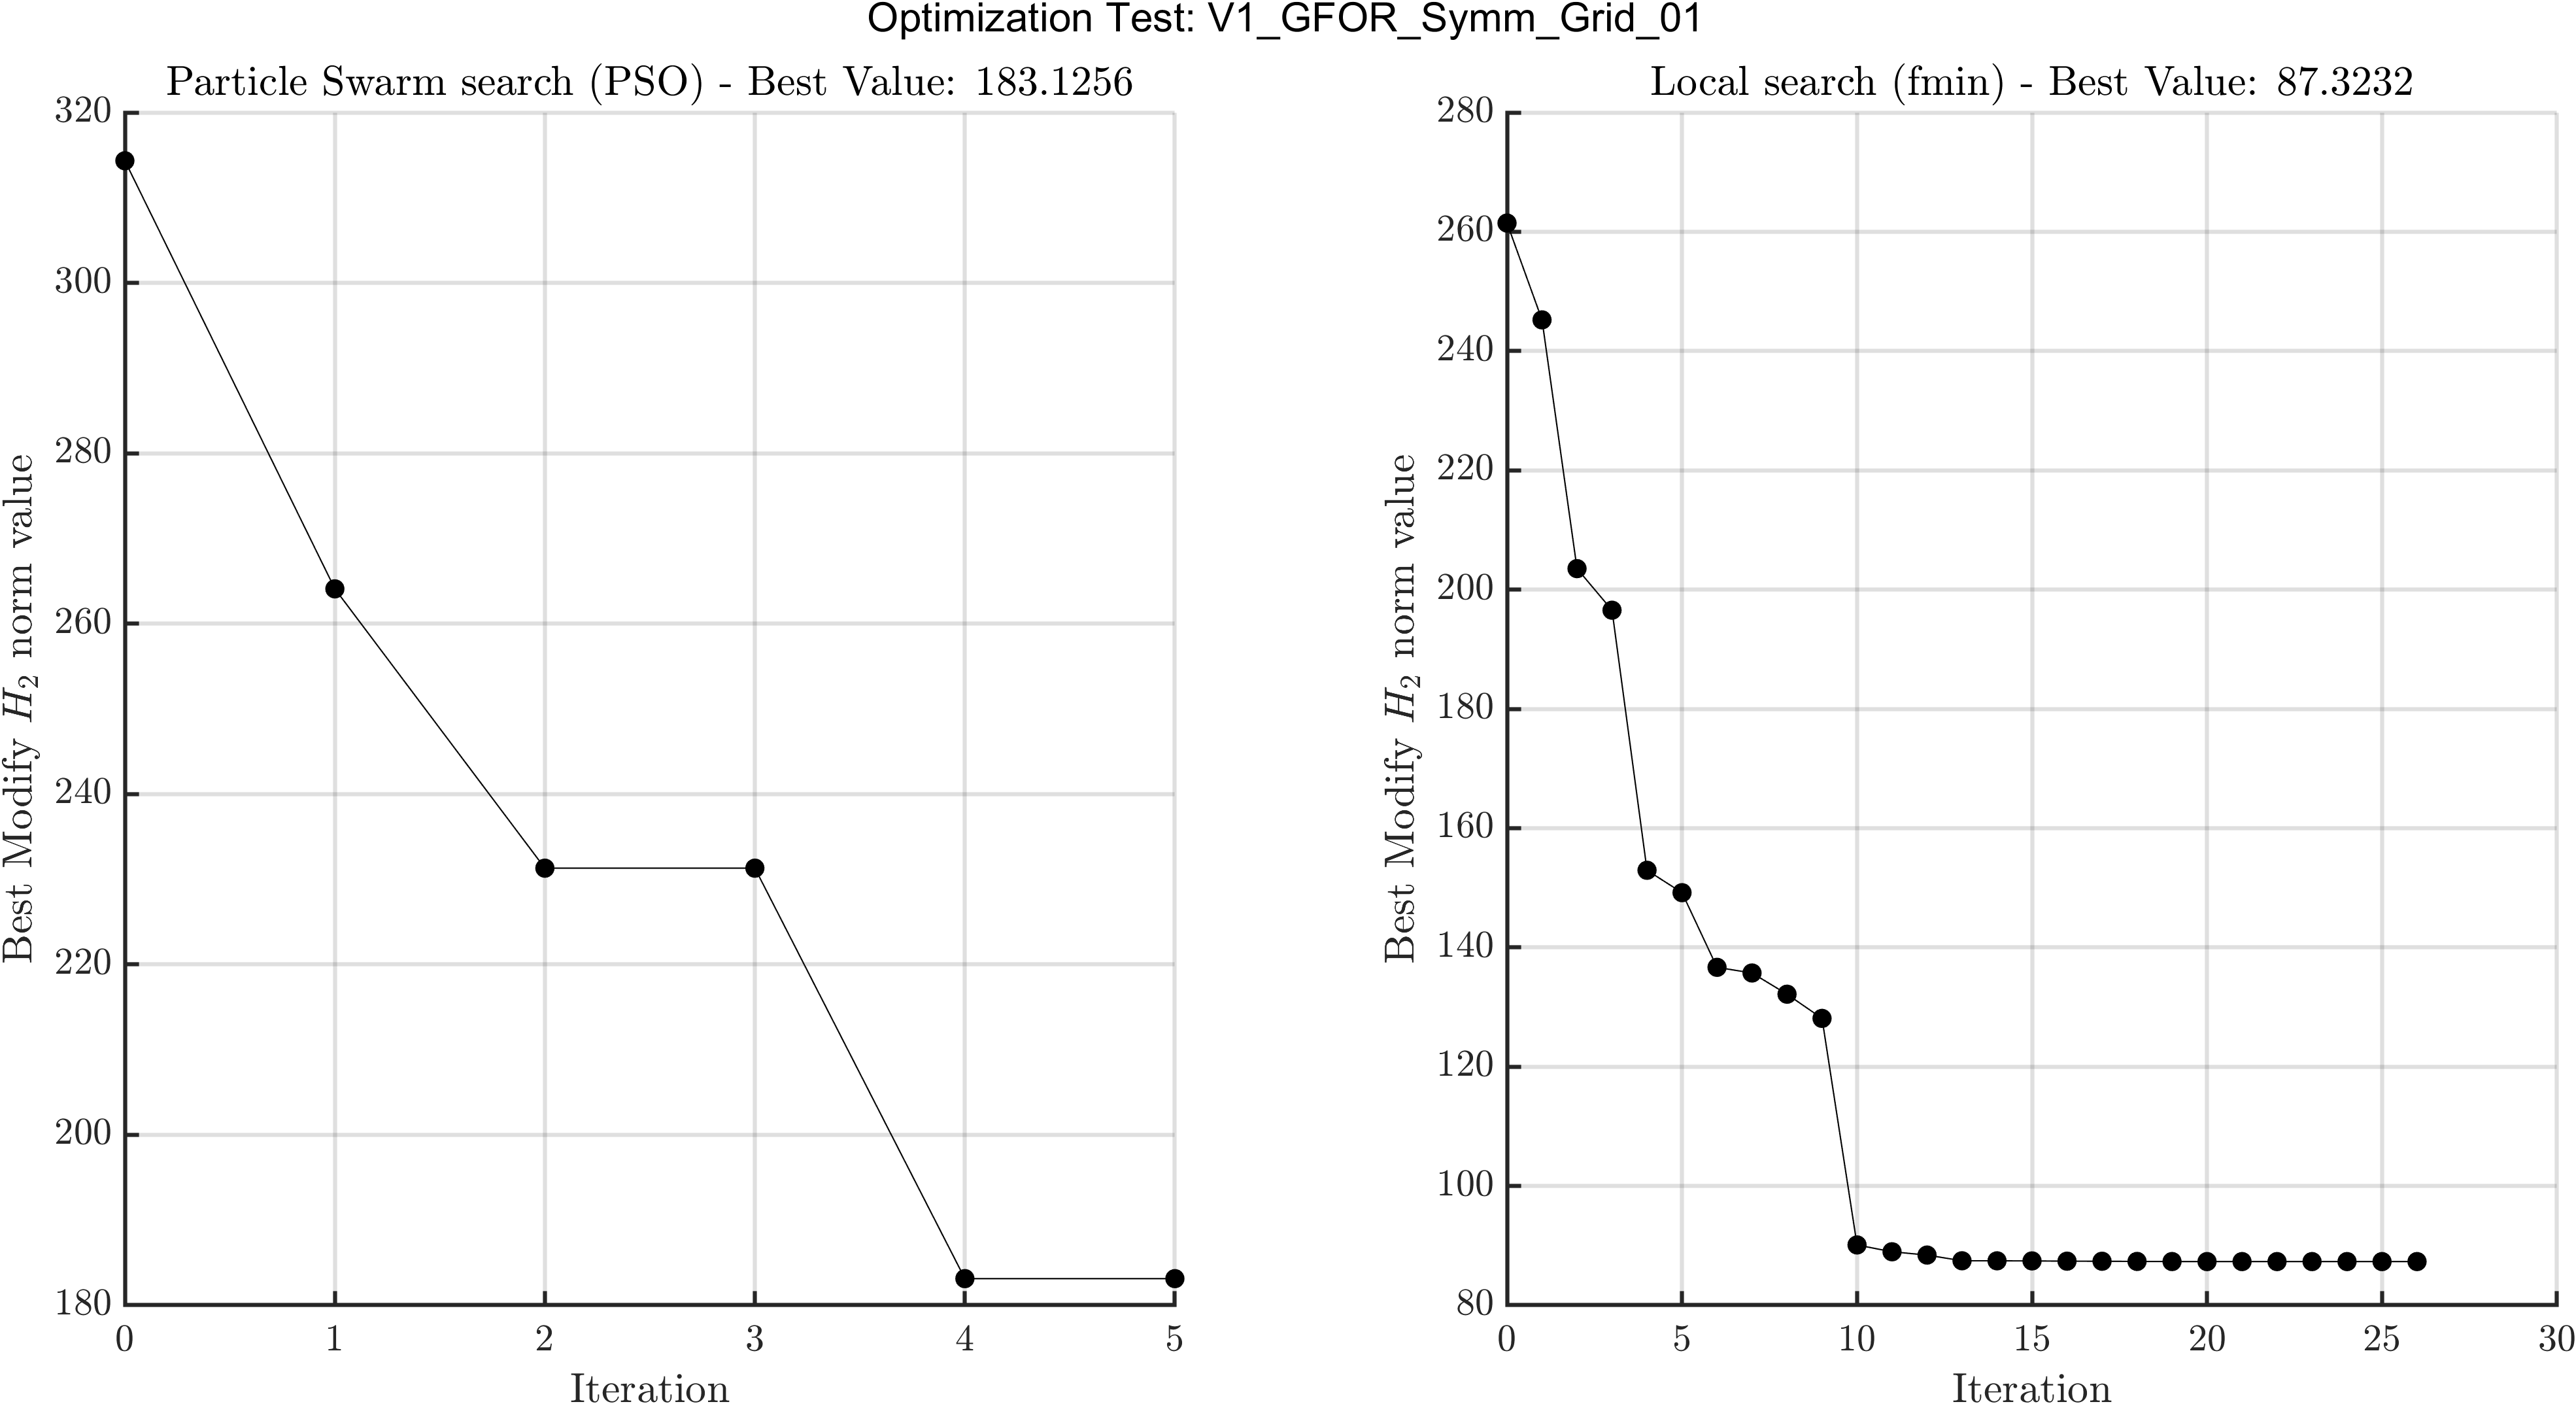 Optimization Test: V1_GFOR_Symm_Grid_01
Particle Swarm search (PSO) - Best Value: 183.1256
320
300
280
260
240
220
200
180
Best Modify H₂ norm value
0 1 2 3 4 5
Iteration
Local search (fmin) - Best Value: 87.3232
280
260
240
220
200
180
160
140
120
100
80
Best Modify H₂ norm value
0 5 10 15 20 25 30
Iteration